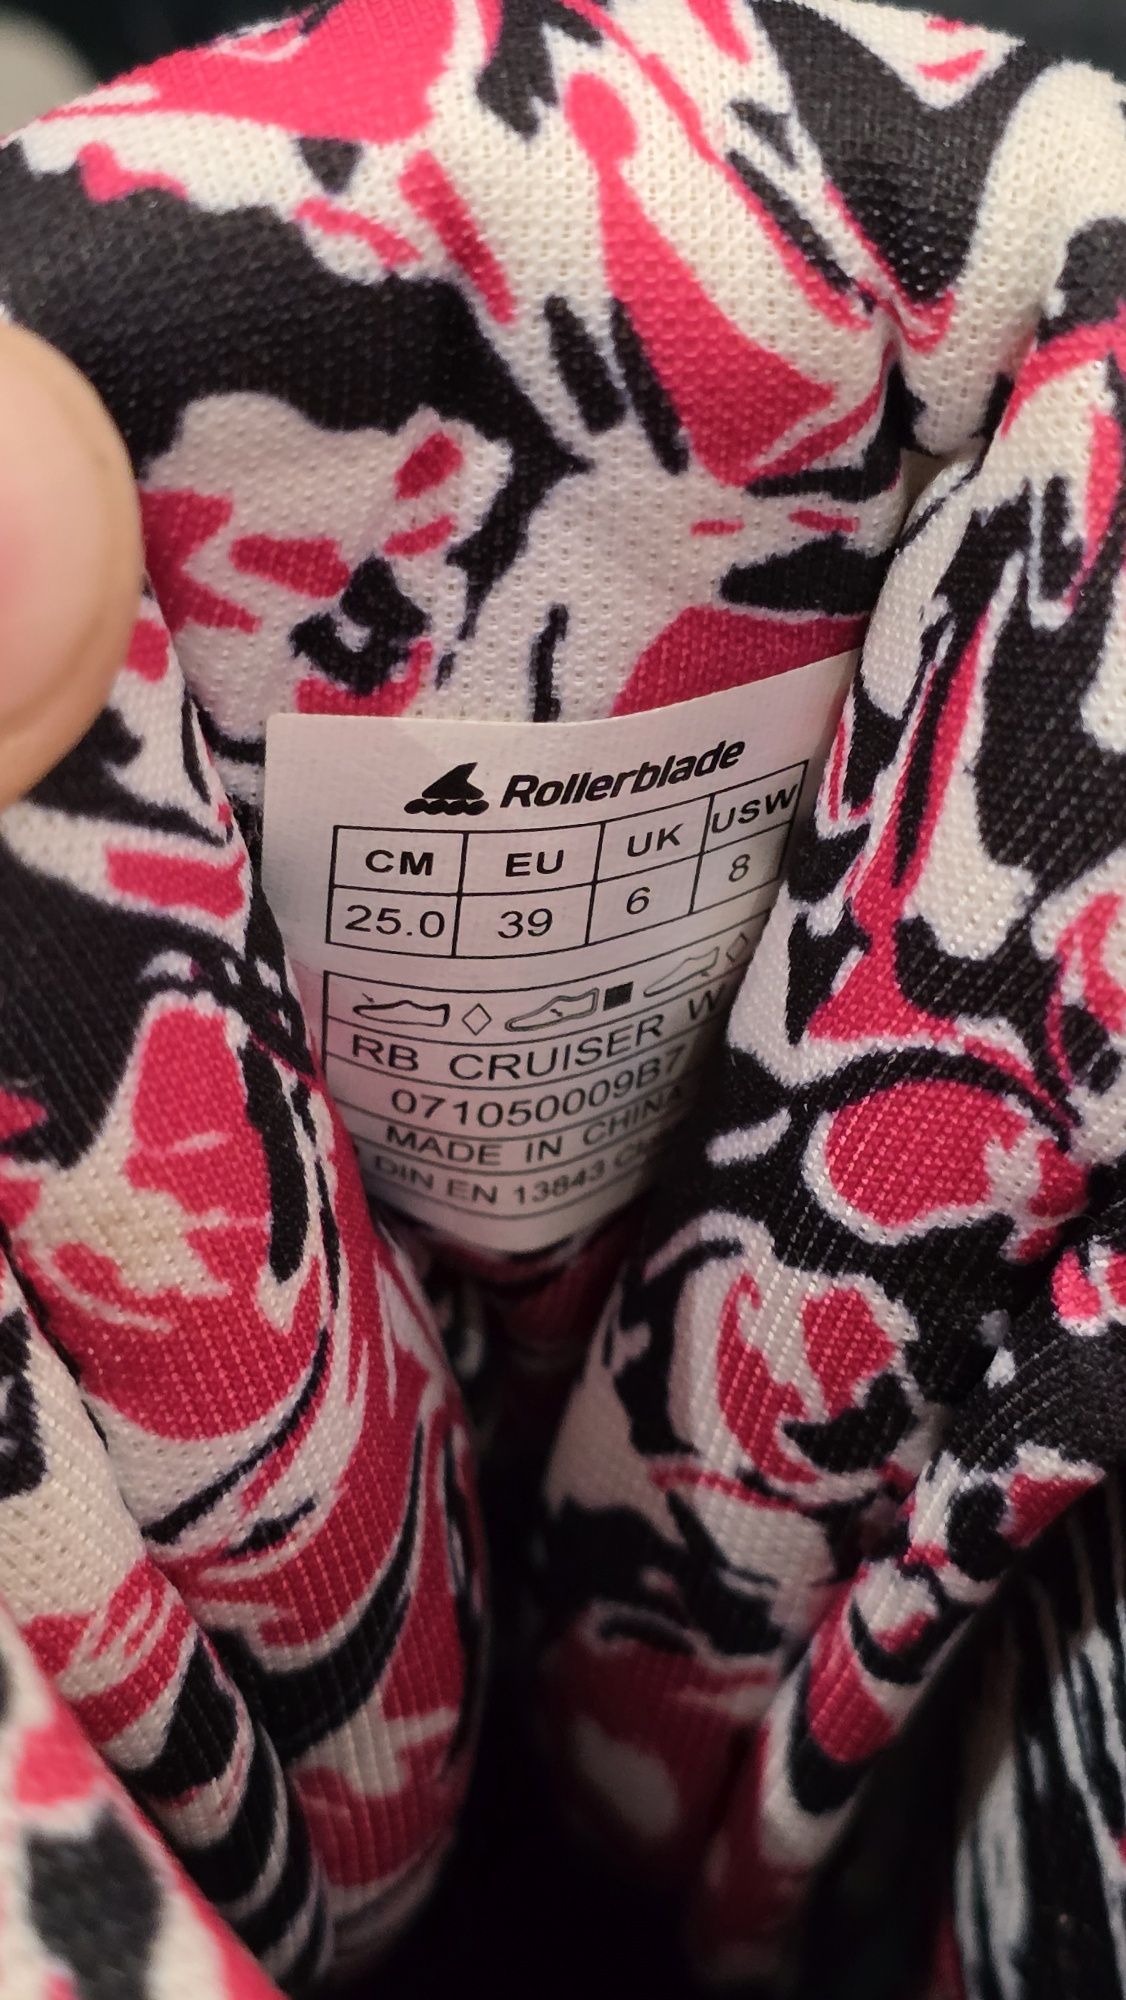 Rollerblade
CM EU UK USW
25.0 39 6 8
RB CRUISER W
071050009B7
MADE IN CHINA
DIN EN 13843